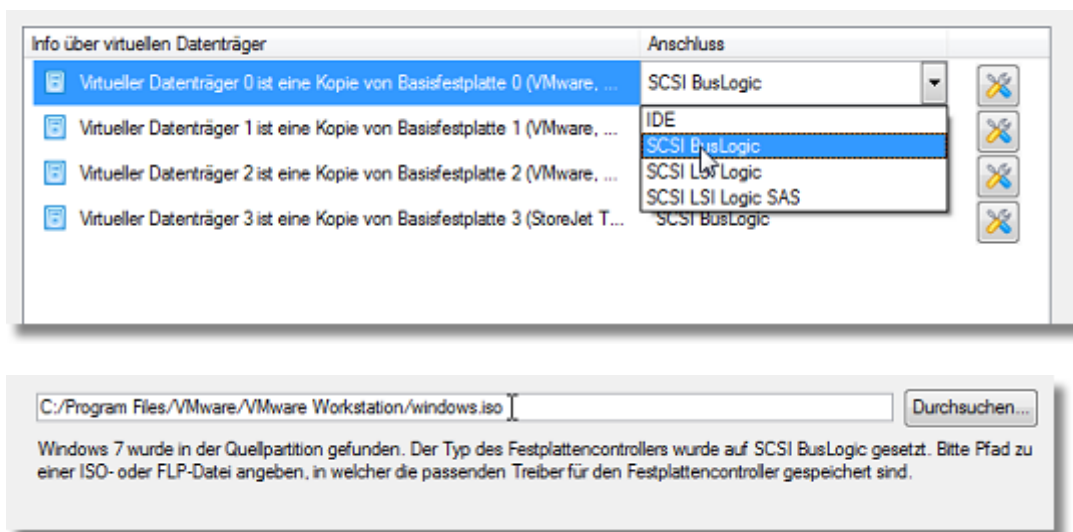 Info über virtuellen Datenträger Anschluss
Virtueller Datenträger 0 ist eine Kopie von Basisfestplatte 0 (VMware, ... SCSI BusLogic
IDE
Virtueller Datenträger 1 ist eine Kopie von Basisfestplatte 1 (VMware, ...
SCSI BusLogic
Virtueller Datenträger 2 ist eine Kopie von Basisfestplatte 2 (VMware, ...
SCSI LSI Logic
SCSI LSI Logic SAS
Virtueller Datenträger 3 ist eine Kopie von Basisfestplatte 3 (StoreJet T... SCSI BusLogic
C:/Program Files/VMware/VMware Workstation/windows.iso Durchsuchen...
Windows 7 wurde in der Quellpartition gefunden. Der Typ des Festplattencontrollers wurde auf SCSI BusLogic gesetzt. Bitte Pfad zu
einer ISO- oder FLP-Datei angeben, in welcher die passenden Treiber für den Festplattencontroller gespeichert sind.